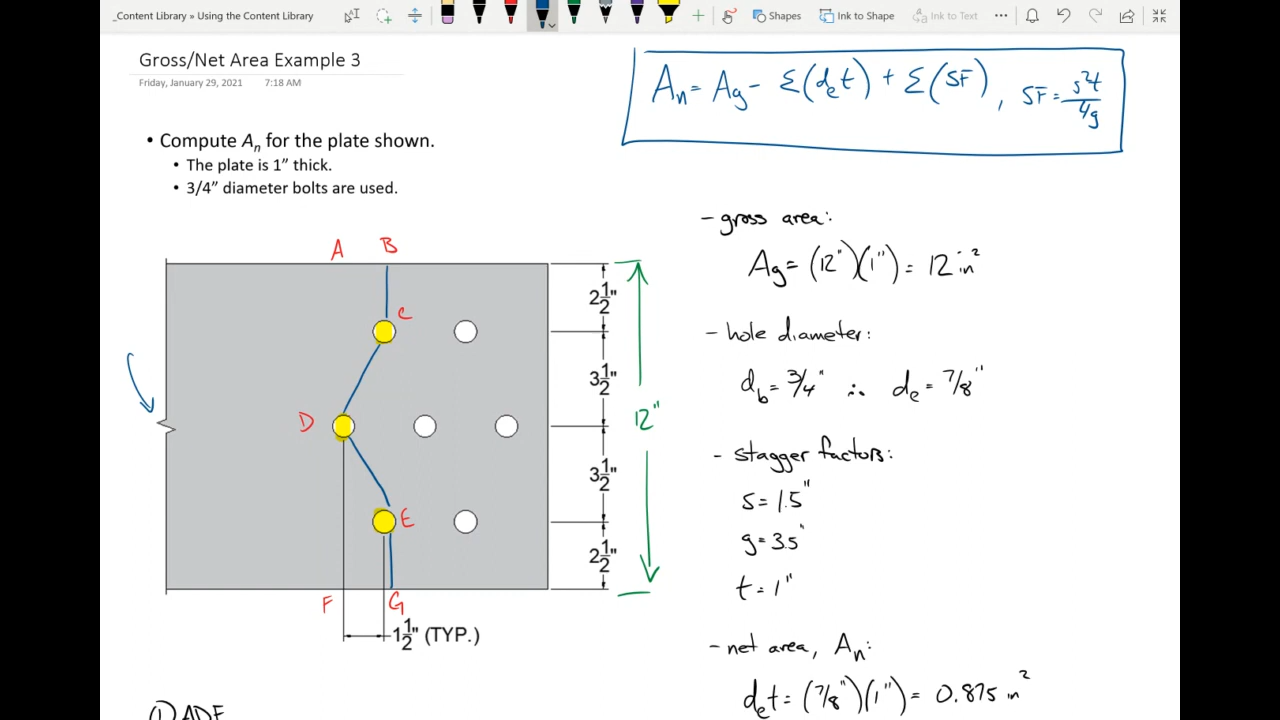 _Content Library » Using the Content Library
Shapes
Ink to Shape
Ink to Text
Gross/Net Area Example 3
Friday, January 29, 2021 7:18 AM
An = Ag - Σ(de t) + Σ(SF), SF = s²t/4g
• Compute An for the plate shown.
• The plate is 1" thick.
• 3/4" diameter bolts are used.
- gross area:
Ag = (12")(1") = 12 in²
A B
2 1/2"
C
- hole diameter:
db = 3/4" ∴ de = 7/8"
3 1/2"
D
12"
- stagger factors:
s = 1.5"
g = 3.5"
t = 1"
3 1/2"
E
2 1/2"
F G
1 1/2" (TYP.)
- net area, An:
de t = (7/8")(1") = 0.875 in²
① ADF